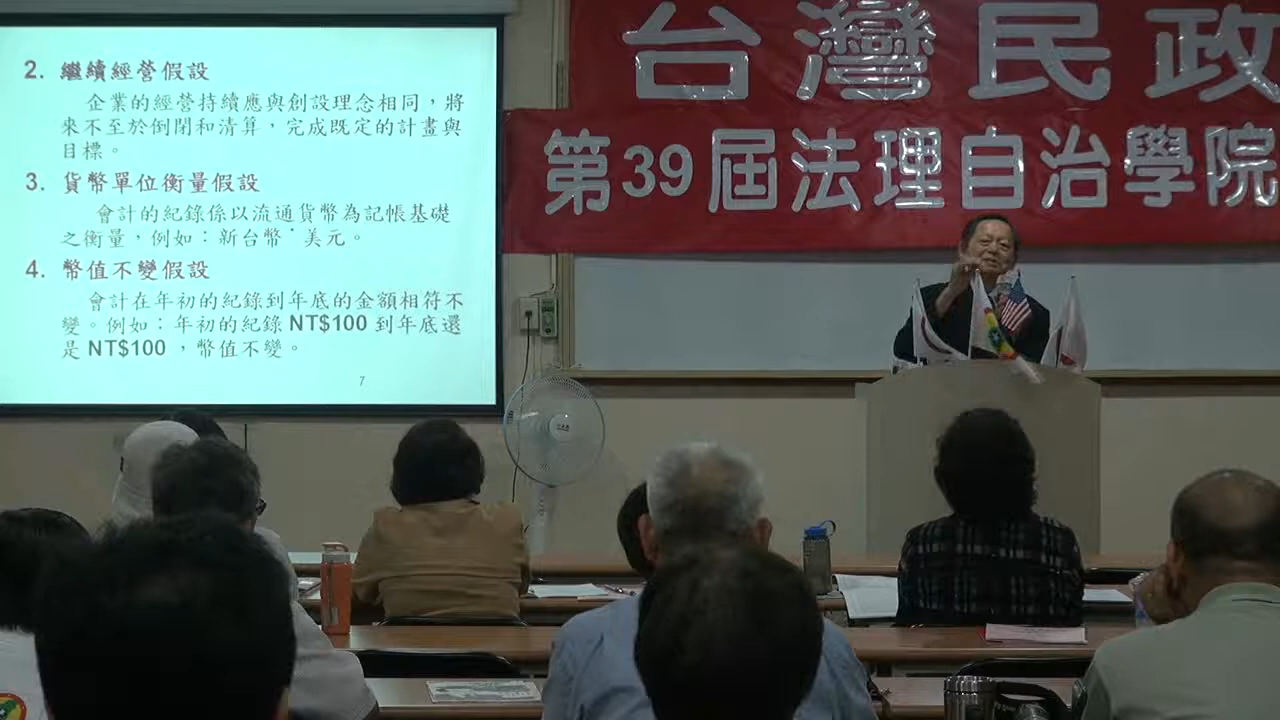 2. 繼續經營假設
企業的經營持續應與創設理念相同，將
來不至於倒閉和清算，完成既定的計畫與
目標。
3. 貨幣單位衡量假設
會計的紀錄係以流通貨幣為記帳基礎
之衡量，例如：新台幣、美元。
4. 幣值不變假設
會計在年初的紀錄到年底的金額相符不
變。例如：年初的紀錄 NT$100 到年底還
是 NT$100 ，幣值不變。
7
台灣民政
第39屆法理自治學院